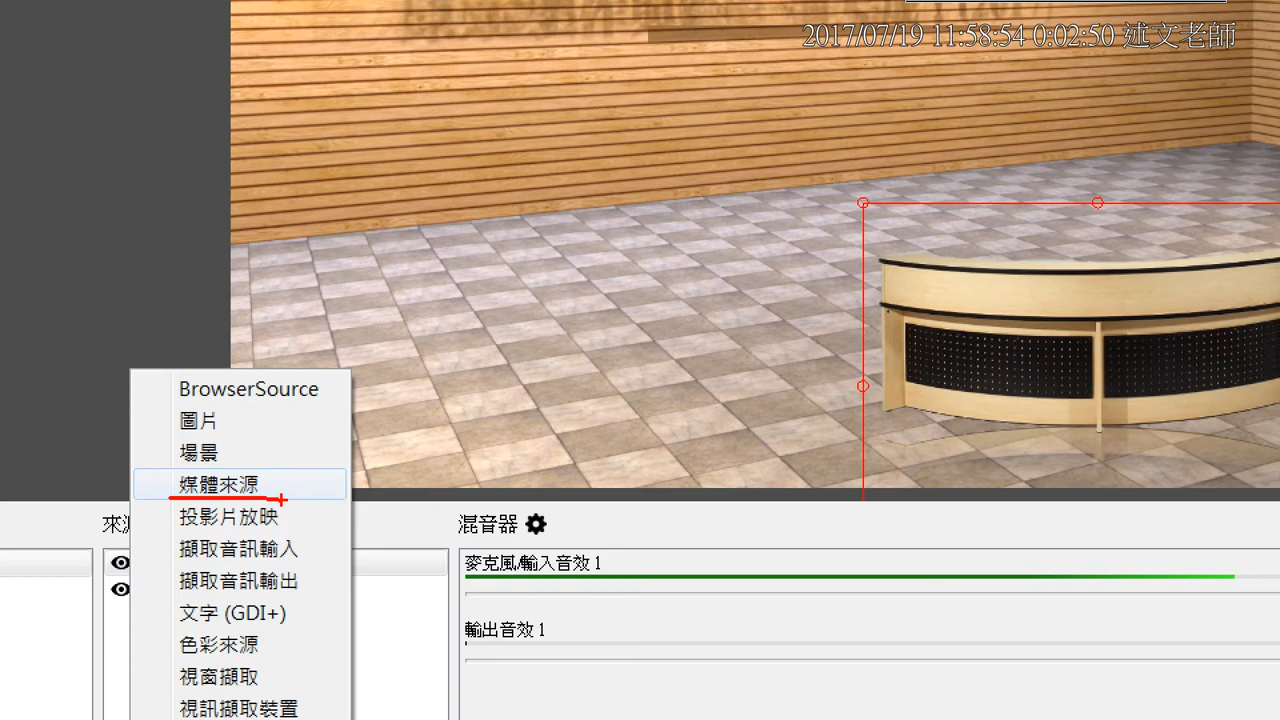 2017/07/19 11:58:54 0:02:50 述文老師
BrowserSource
圖片
場景
媒體來源
投影片放映
擷取音訊輸入
擷取音訊輸出
文字 (GDI+)
色彩來源
視窗擷取
視訊擷取裝置
混音器
麥克風/輸入音效 1
輸出音效 1